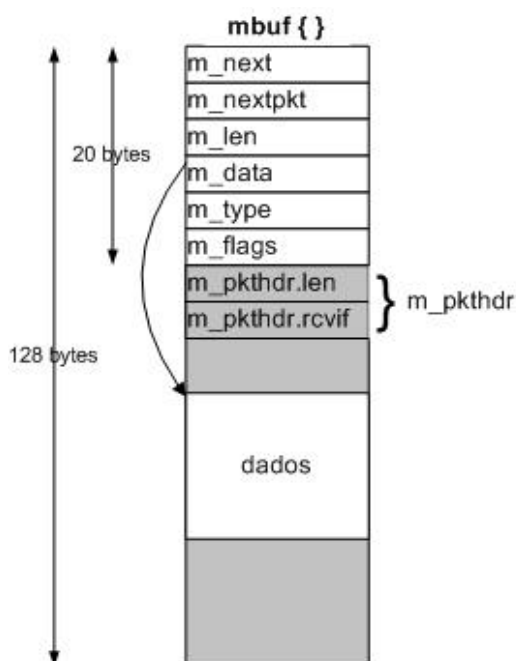 mbuf { }
m_next
m_nextpkt
m_len
20 bytes
m_data
m_type
m_flags
m_pkthdr.len
m_pkthdr
m_pkthdr.rcvif
128 bytes
dados